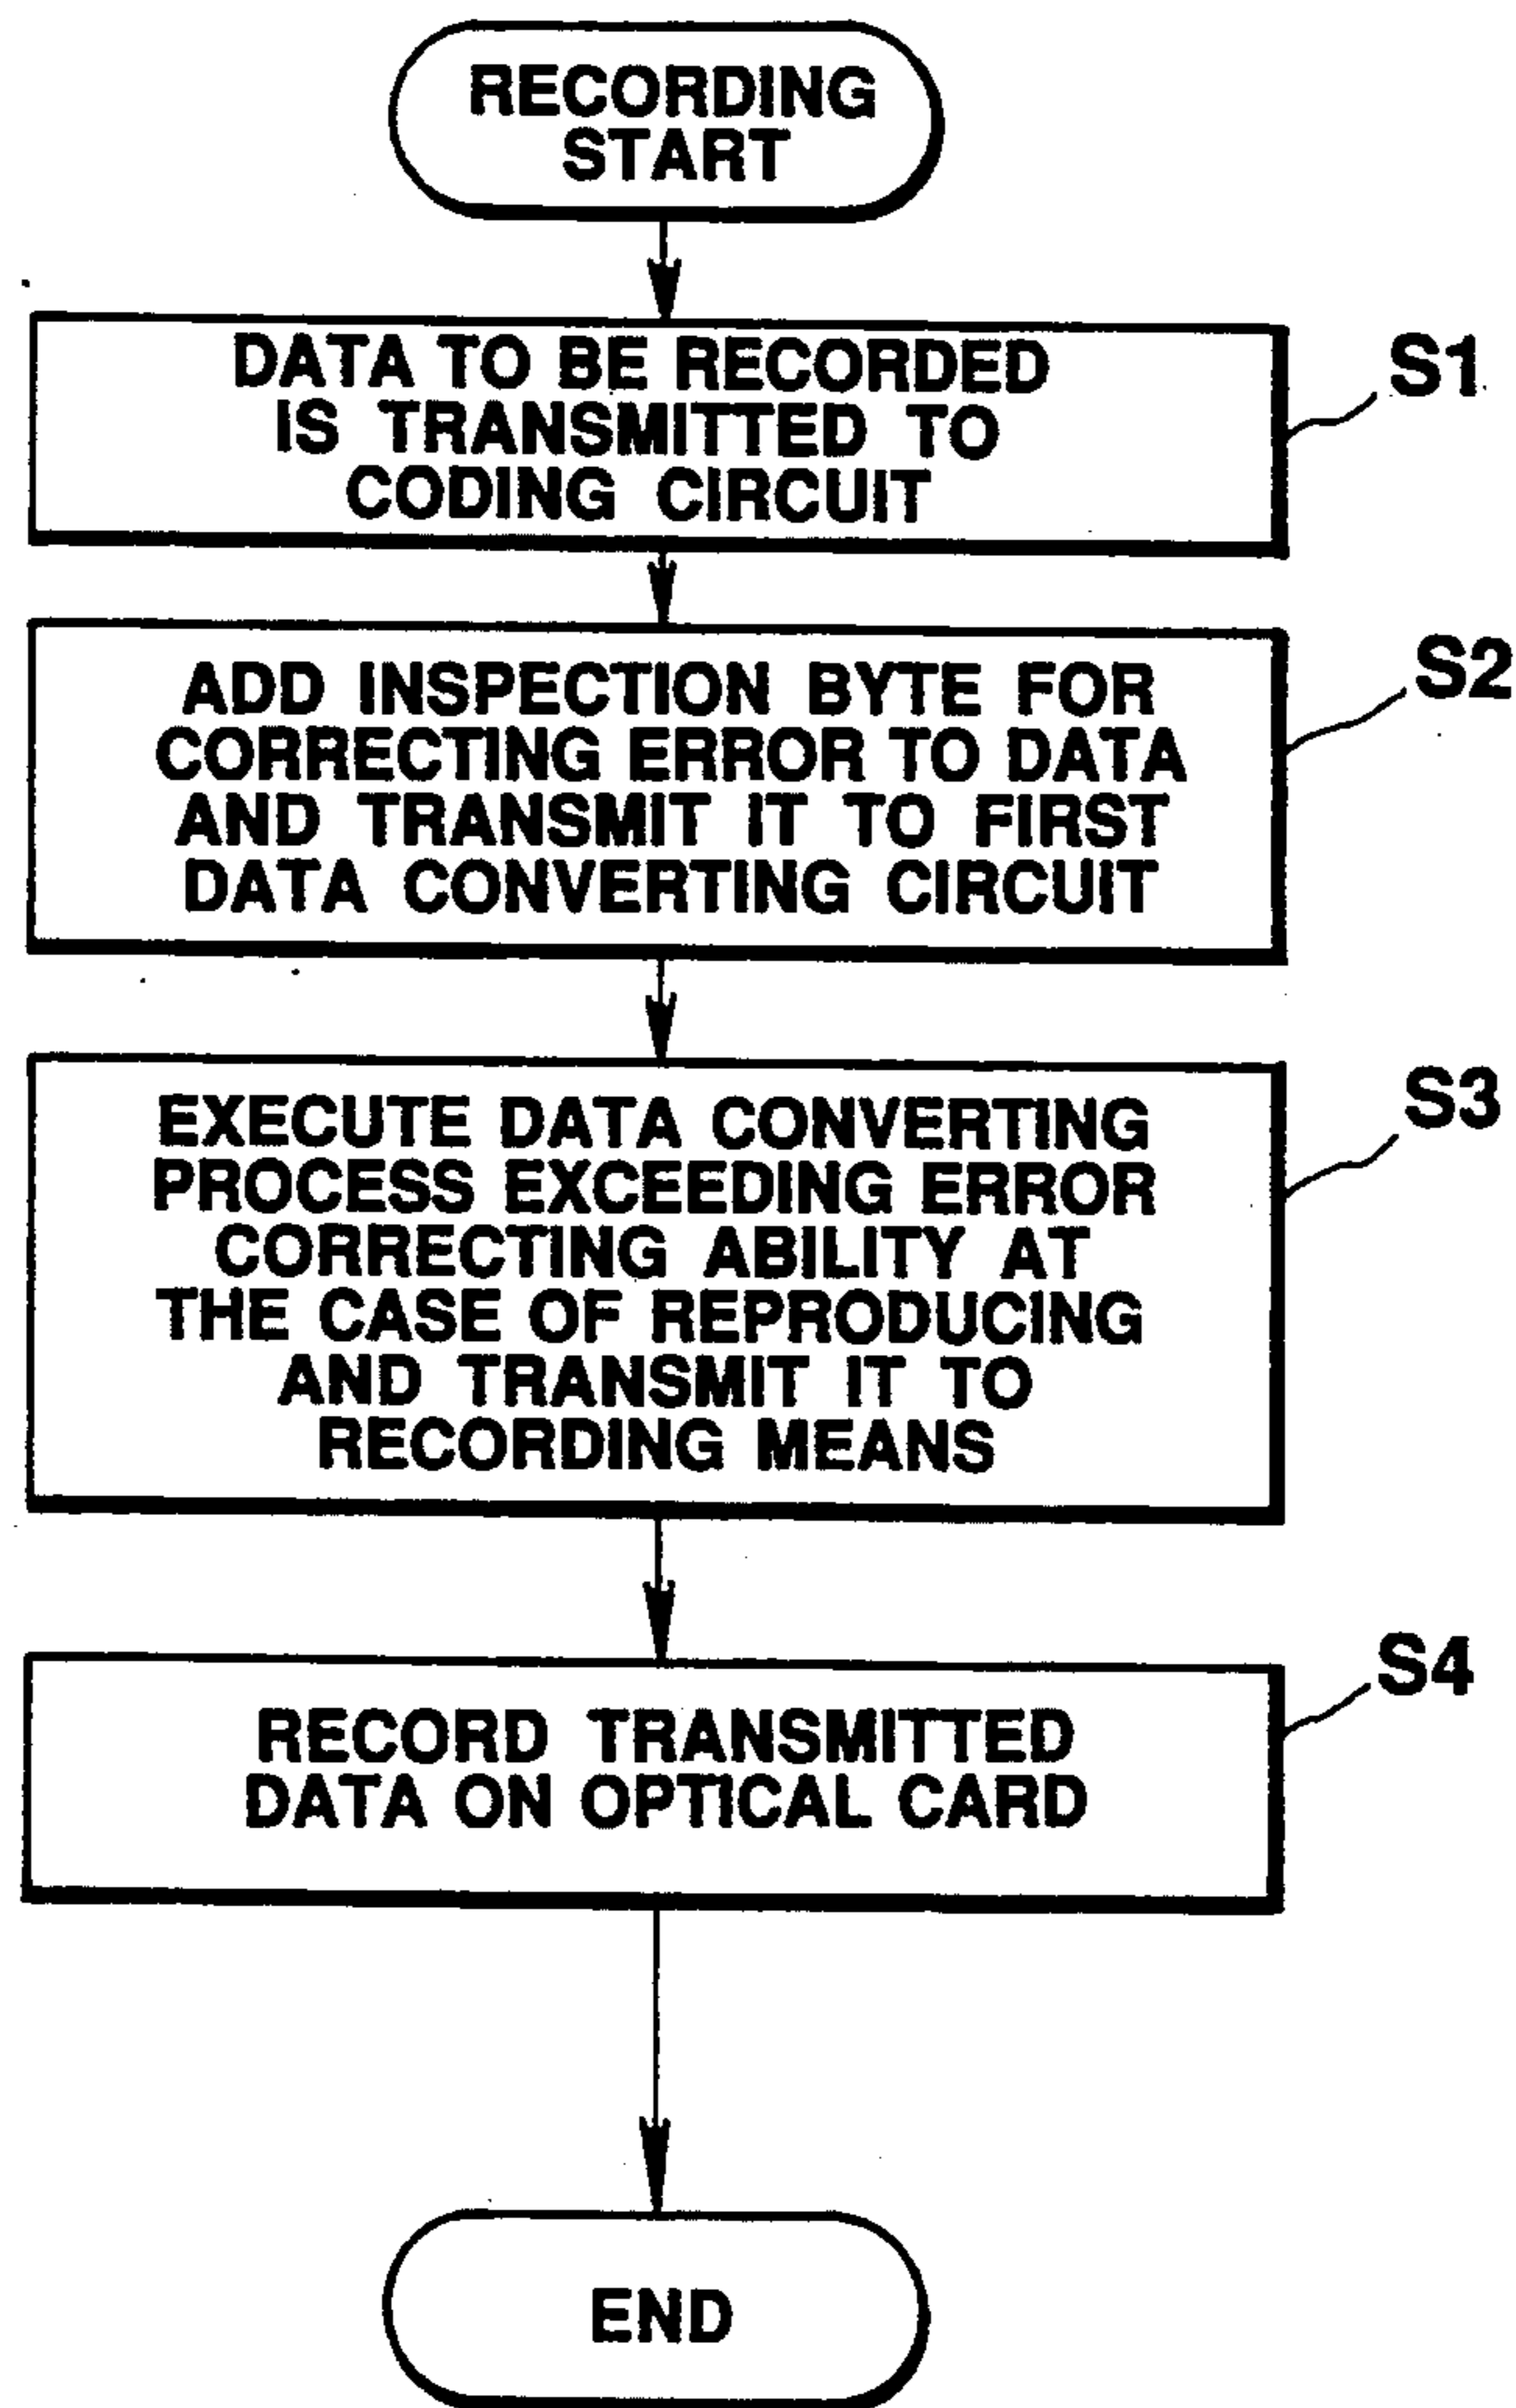 RECORDING
START
DATA TO BE RECORDED
IS TRANSMITTED TO
CODING CIRCUIT
S1
ADD INSPECTION BYTE FOR
CORRECTING ERROR TO DATA
AND TRANSMIT IT TO FIRST
DATA CONVERTING CIRCUIT
S2
EXECUTE DATA CONVERTING
PROCESS EXCEEDING ERROR
CORRECTING ABILITY AT
THE CASE OF REPRODUCING
AND TRANSMIT IT TO
RECORDING MEANS
S3
RECORD TRANSMITTED
DATA ON OPTICAL CARD
S4
END